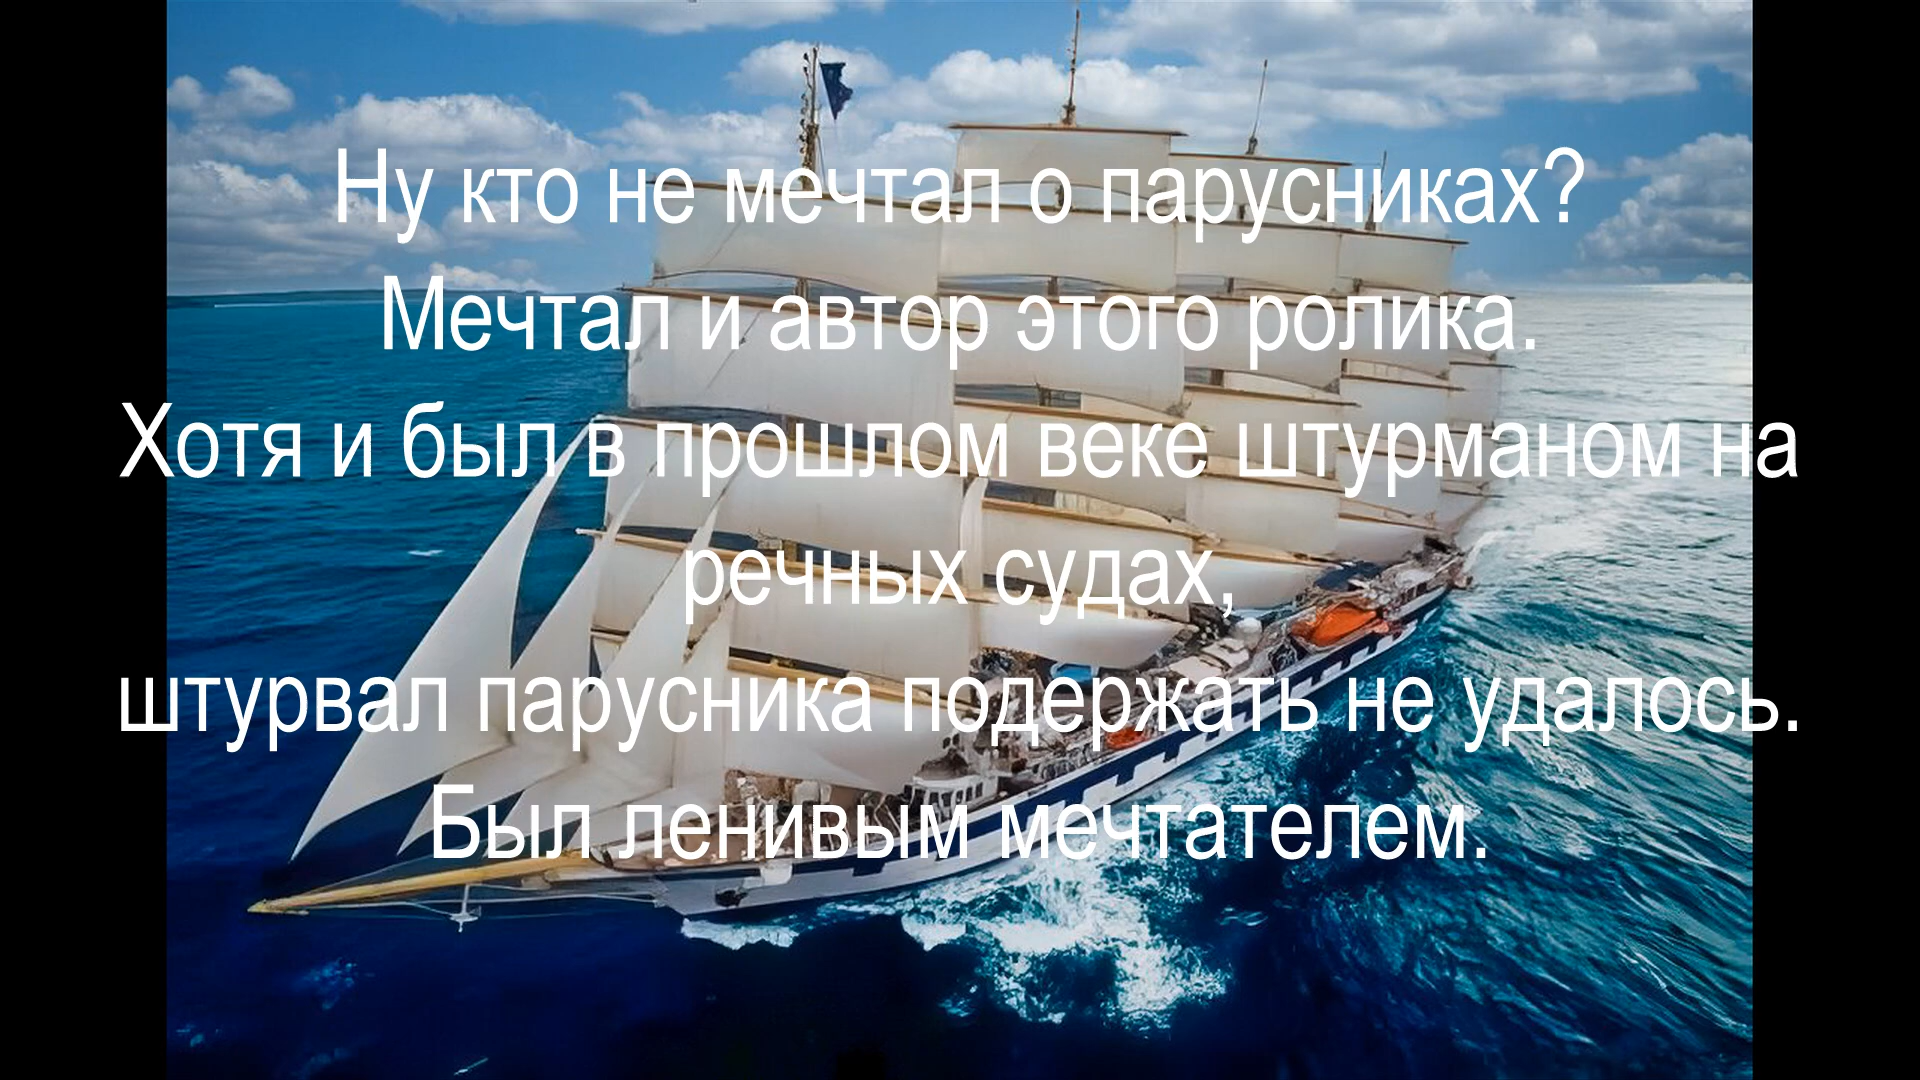 Ну кто не мечтал о парусниках?
Мечтал и автор этого ролика.
Хотя и был в прошлом веке штурманом на
речных судах,
штурвал парусника подержать не удалось.
Был ленивым мечтателем.